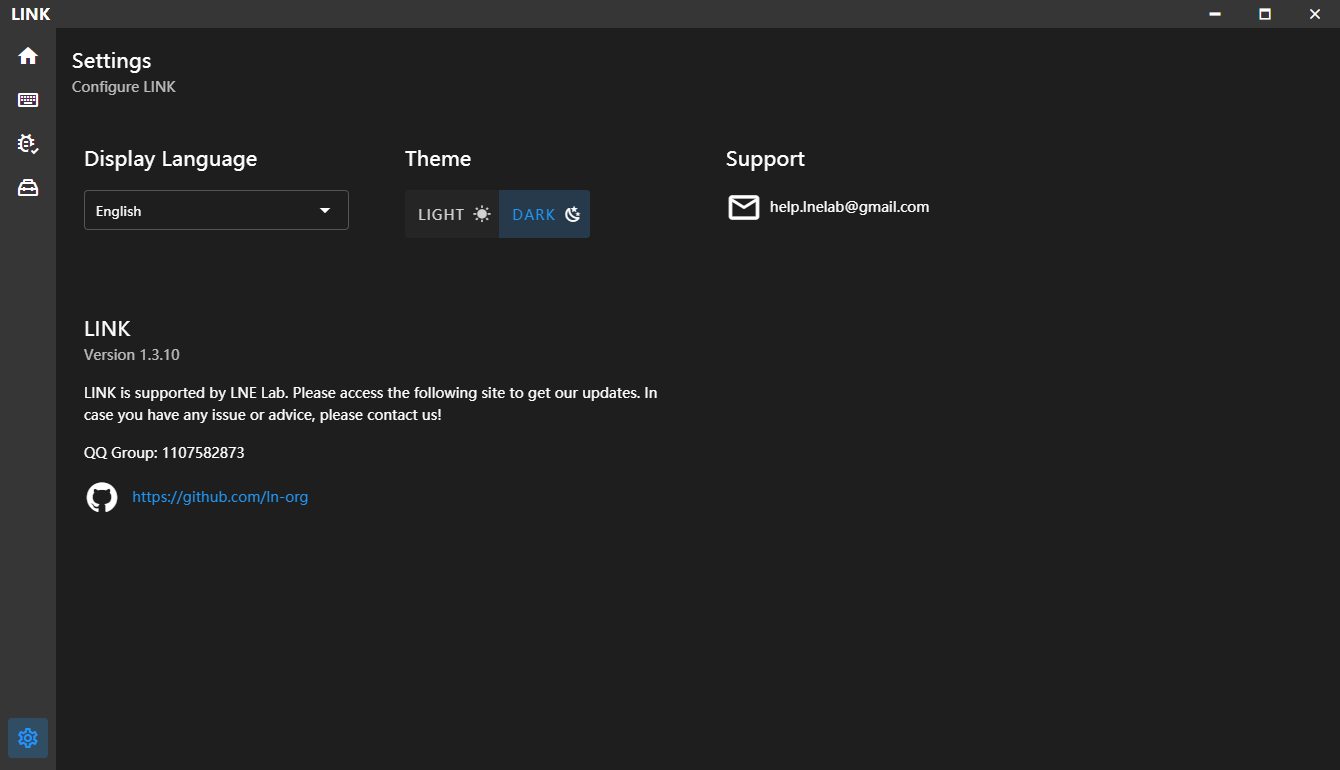 LINK
Settings
Configure LINK
Display Language
English
Theme
LIGHT
DARK
Support
help.lnelab@gmail.com
LINK
Version 1.3.10
LINK is supported by LNE Lab. Please access the following site to get our updates. In
case you have any issue or advice, please contact us!
QQ Group: 1107582873
https://github.com/ln-org